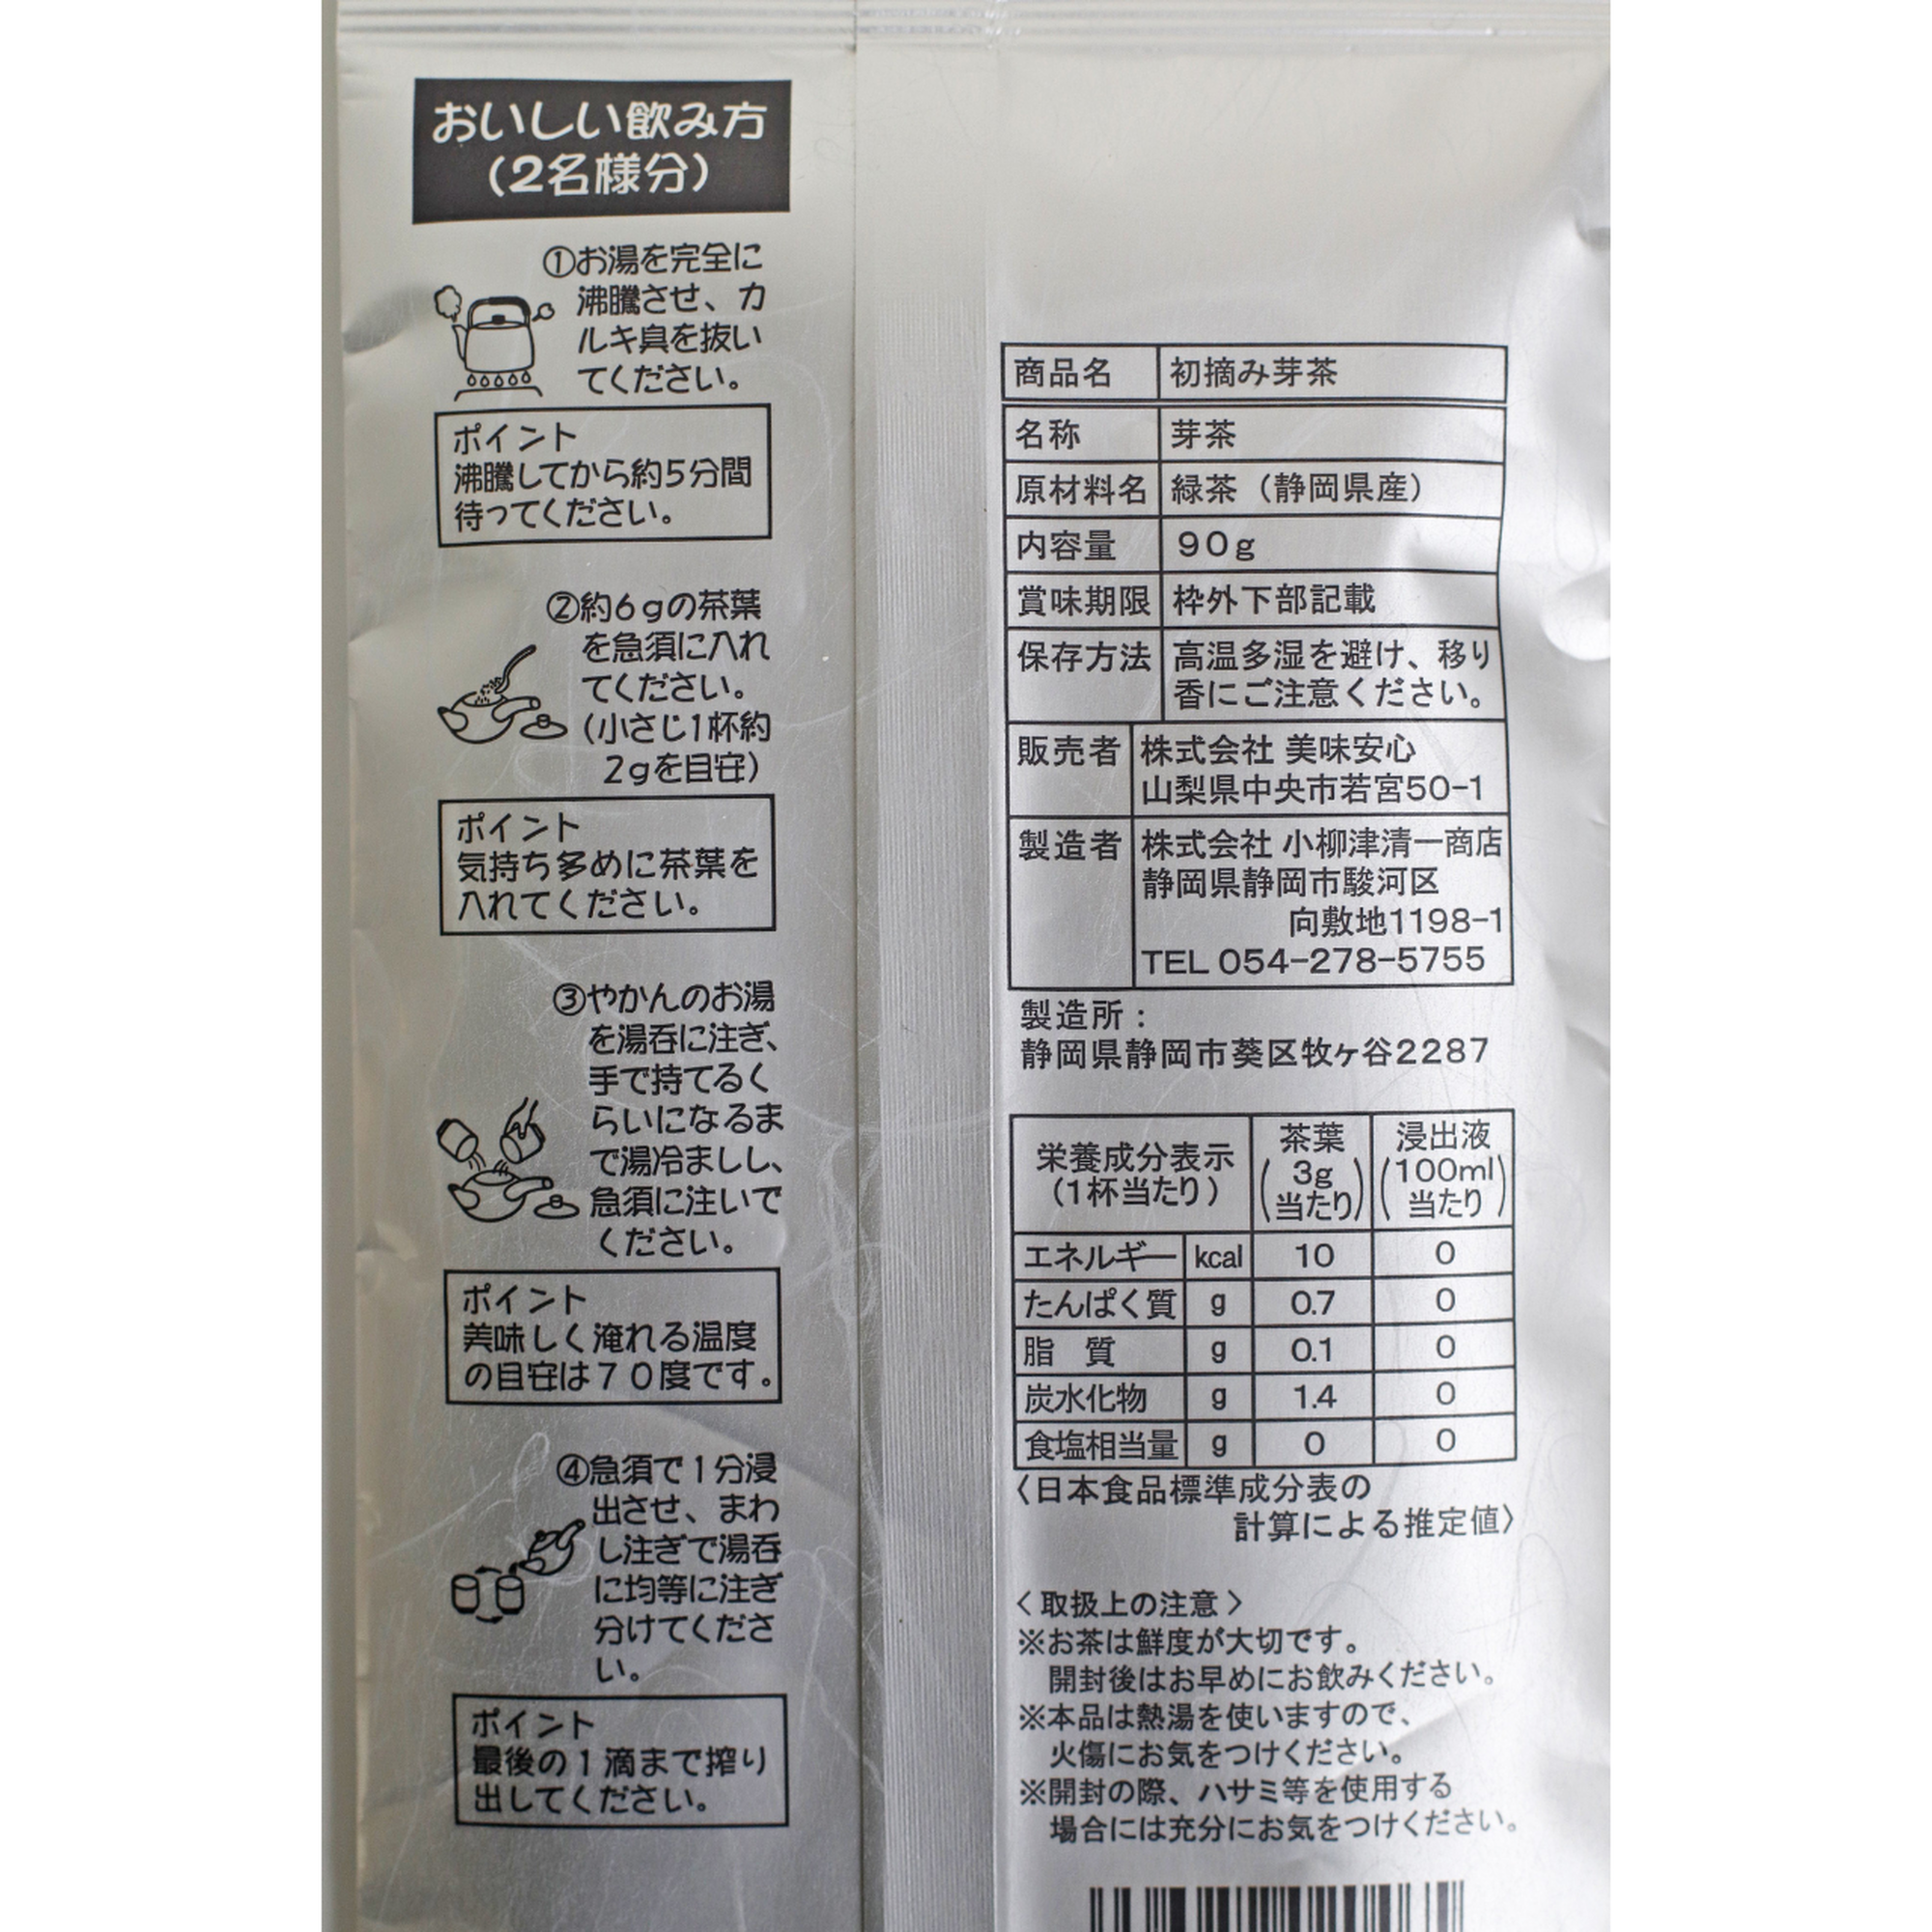 おいしい飲み方
(2名様分)
①お湯を完全に
沸騰させ、カ
ルキ臭を抜い
てください。
ポイント
沸騰してから約5分間
待ってください。
②約6gの茶葉
を急須に入れ
てください。
(小さじ1杯約
2gを目安)
ポイント
気持ち多めに茶葉を
入れてください。
③やかんのお湯
を湯呑に注ぎ、
手で持てるく
らいになるま
で湯冷ましし、
急須に注いで
ください。
ポイント
美味しく淹れる温度
の目安は70度です。
④急須で1分浸
出させ、まわ
し注ぎで湯呑
に均等に注ぎ
分けてくださ
い。
ポイント
最後の1滴まで搾り
出してください。
商品名 初摘み芽茶
名称 芽茶
原材料名 緑茶(静岡県産)
内容量 90g
賞味期限 枠外下部記載
保存方法 高温多湿を避け、移り
香にご注意ください。
販売者 株式会社 美味安心
山梨県中央市若宮50-1
製造者 株式会社 小柳津清一商店
静岡県静岡市駿河区
向敷地1198-1
TEL 054-278-5755
製造所:
静岡県静岡市葵区牧ヶ谷2287
栄養成分表示
(1杯当たり)
茶葉
(3g
当たり)
浸出液
(100ml
当たり)
エネルギー kcal 10 0
たんぱく質 g 0.7 0
脂 質 g 0.1 0
炭水化物 g 1.4 0
食塩相当量 g 0 0
〈日本食品標準成分表の
計算による推定値〉
〈取扱上の注意〉
※お茶は鮮度が大切です。
開封後はお早めにお飲みください。
※本品は熱湯を使いますので、
火傷にお気をつけください。
※開封の際、ハサミ等を使用する
場合には充分にお気をつけください。